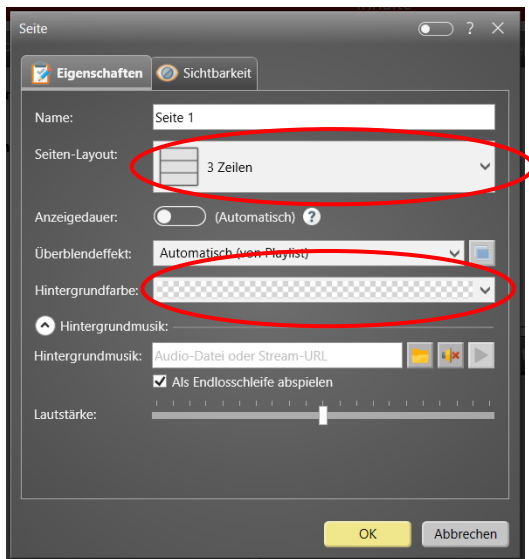 Seite ?
Eigenschaften Sichtbarkeit
Name: Seite 1
Seiten-Layout: 3 Zeilen
Anzeigedauer: (Automatisch) ?
Überblendeffekt: Automatisch (von Playlist)
Hintergrundfarbe:
Hintergrundmusik:
Hintergrundmusik: Audio-Datei oder Stream-URL
Als Endlosschleife abspielen
Lautstärke:
OK Abbrechen